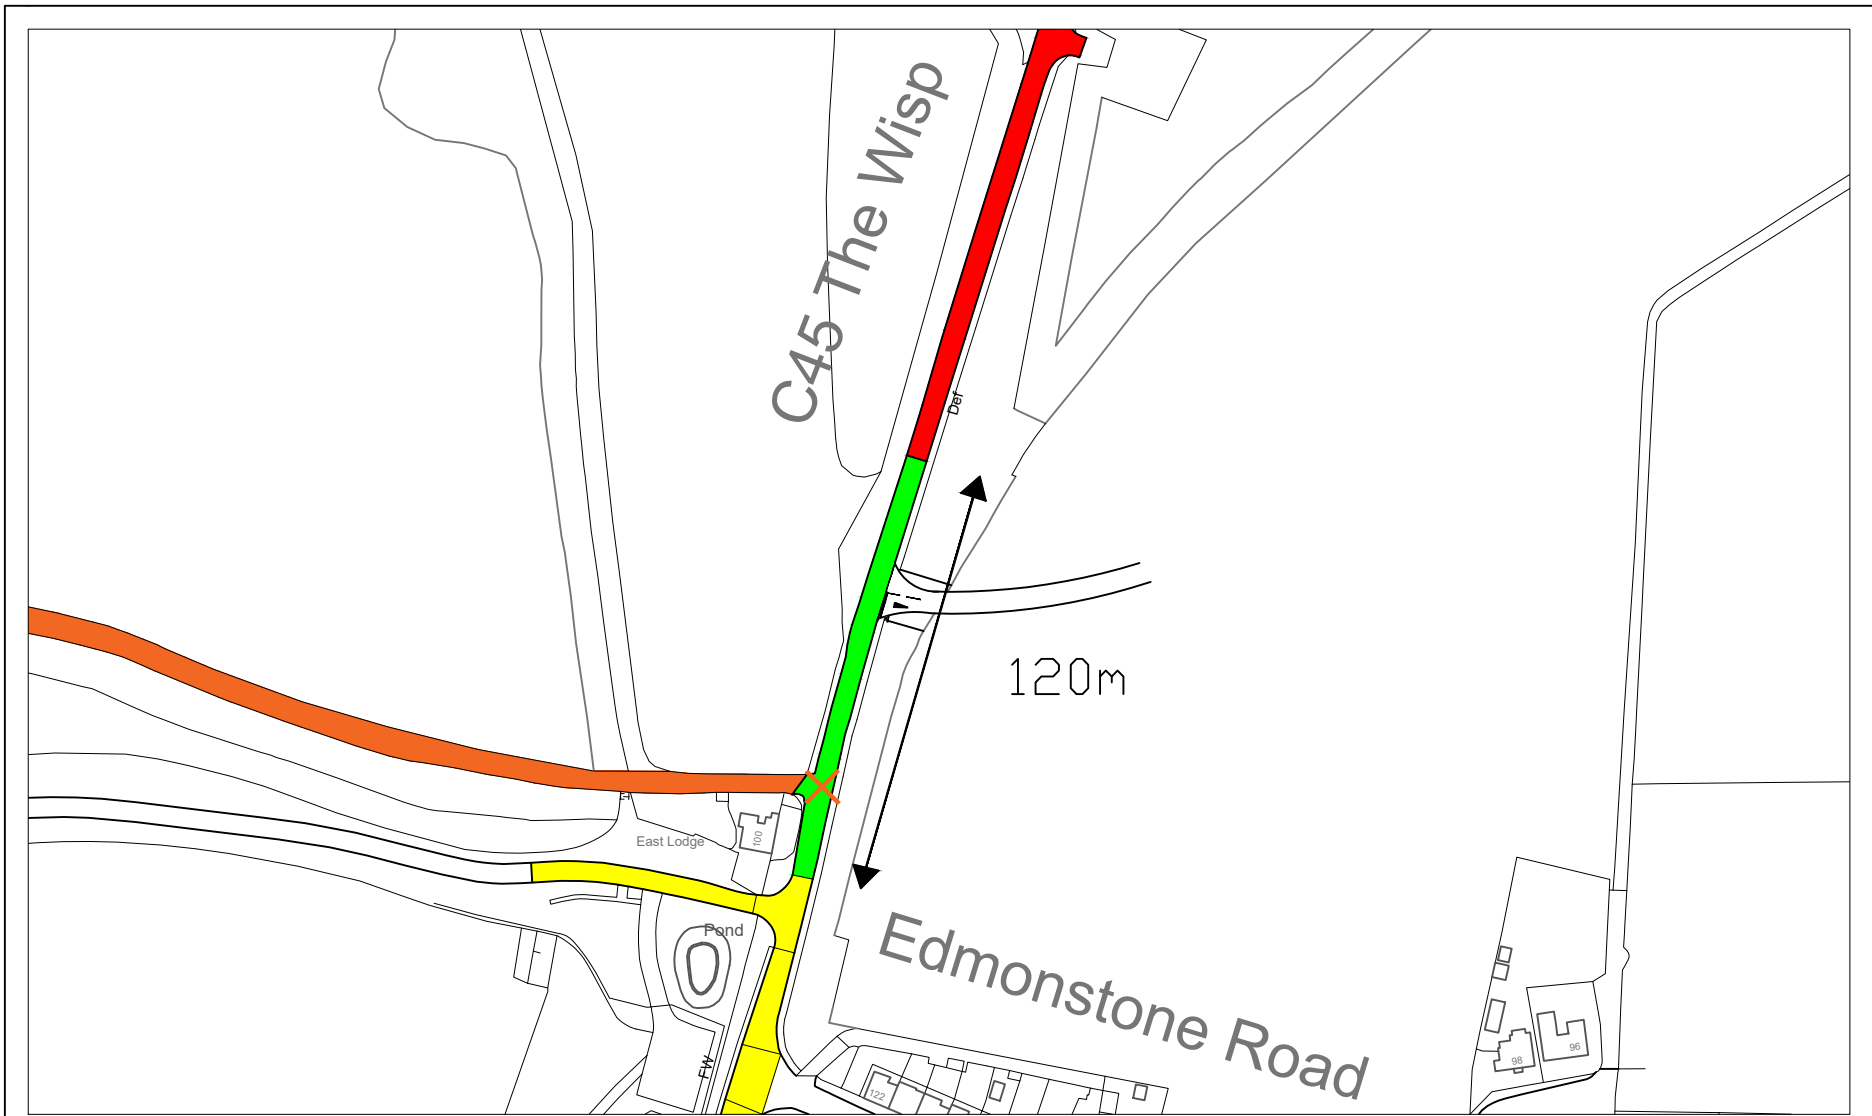 C45 The Wisp
Def
120m
East Lodge
100
Pond
Edmonstone Road
FW
122
98
96